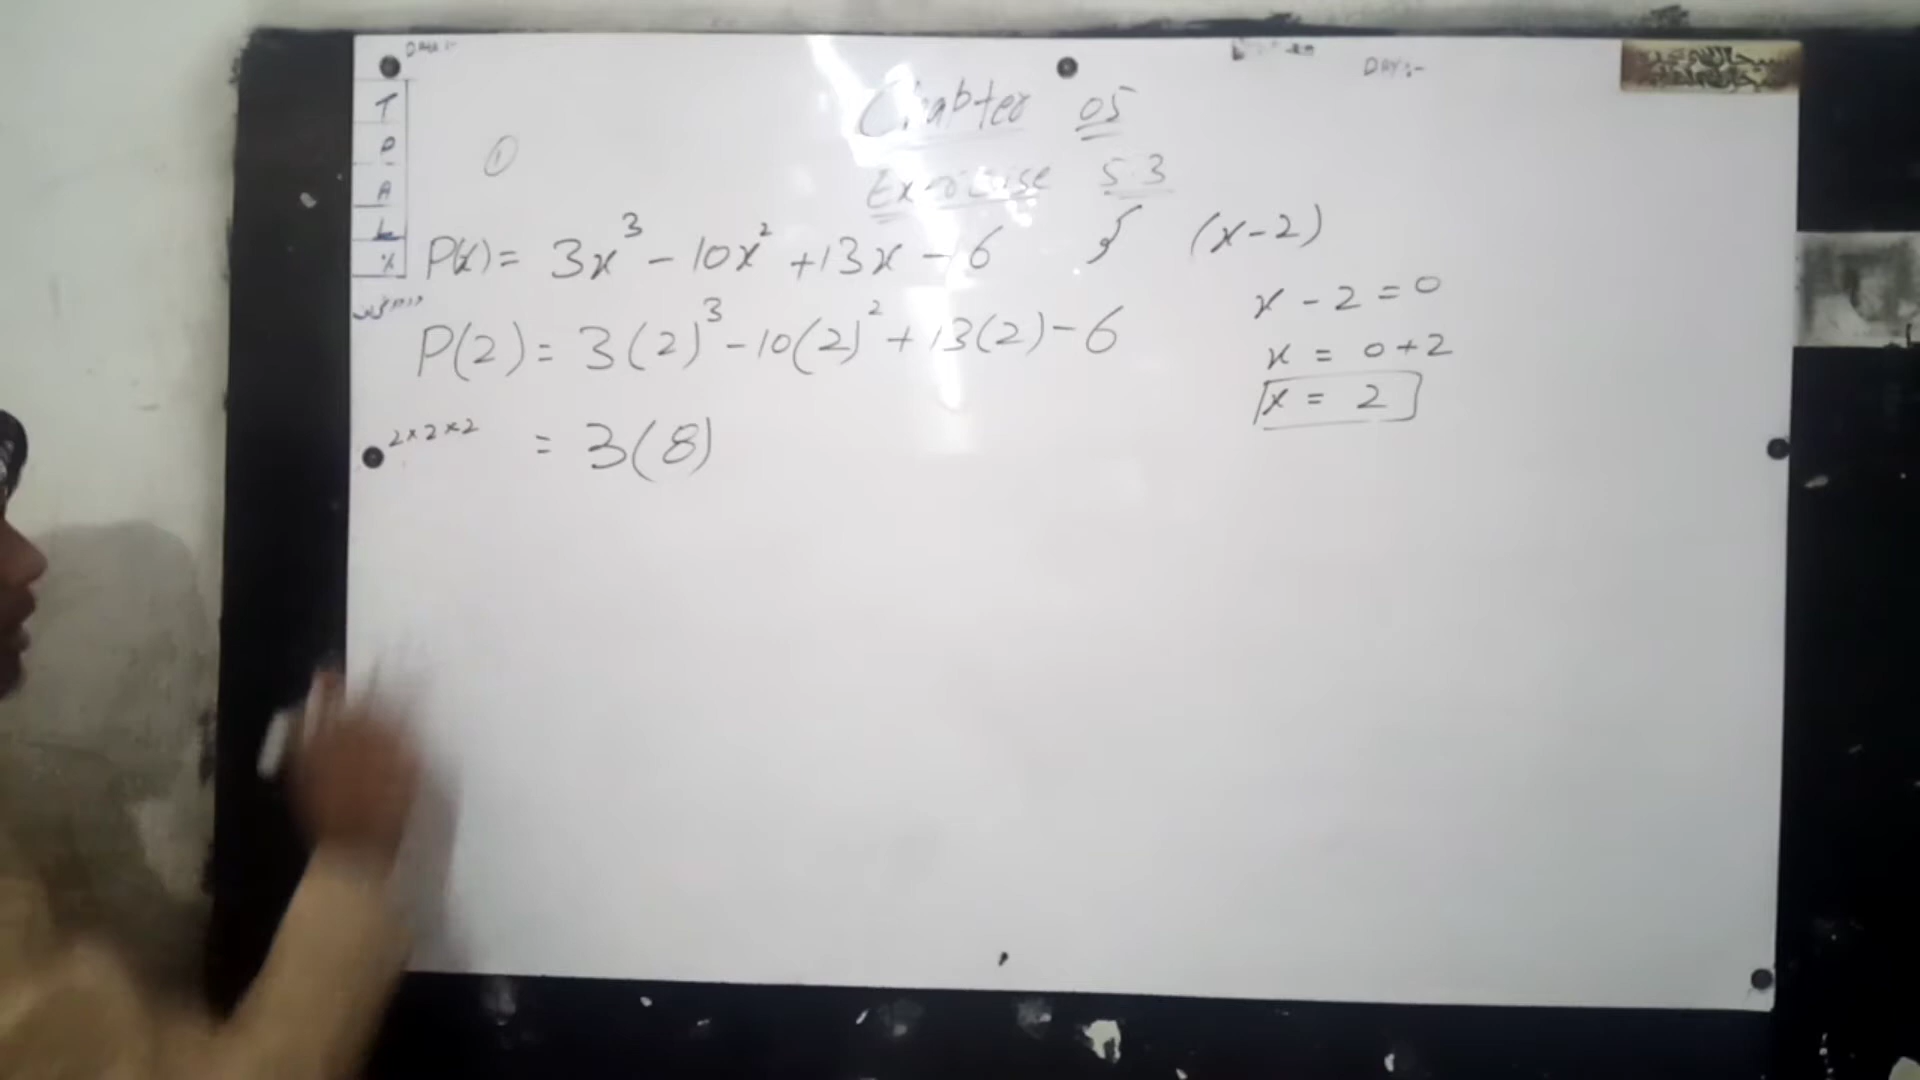 DAY:-
Chapter 05
Exercise 5.3
①
T
P
A
L
%
P(x) = 3x³ - 10x² + 13x - 6 } (x-2)
x - 2 = 0
P(2) = 3(2)³ - 10(2)² + 13(2) - 6
x = 0 + 2
x = 2
2×2×2 = 3(8)